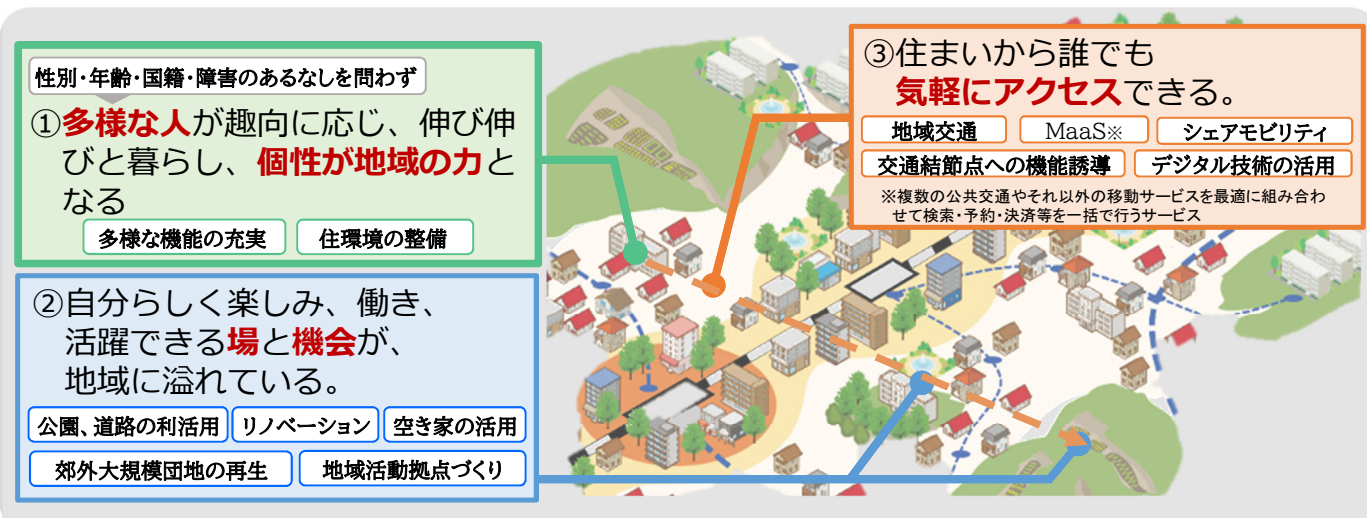 性別・年齢・国籍・障害のあるなしを問わず
①多様な人が趣向に応じ、伸び伸
びと暮らし、個性が地域の力と
なる
多様な機能の充実
住環境の整備
②自分らしく楽しみ、働き、
活躍できる場と機会が、
地域に溢れている。
公園、道路の利活用
リノベーション
空き家の活用
郊外大規模団地の再生
地域活動拠点づくり
③住まいから誰でも
気軽にアクセスできる。
地域交通
MaaS※
シェアモビリティ
交通結節点への機能誘導
デジタル技術の活用
※複数の公共交通やそれ以外の移動サービスを最適に組み合わ
せて検索・予約・決済等を一括で行うサービス